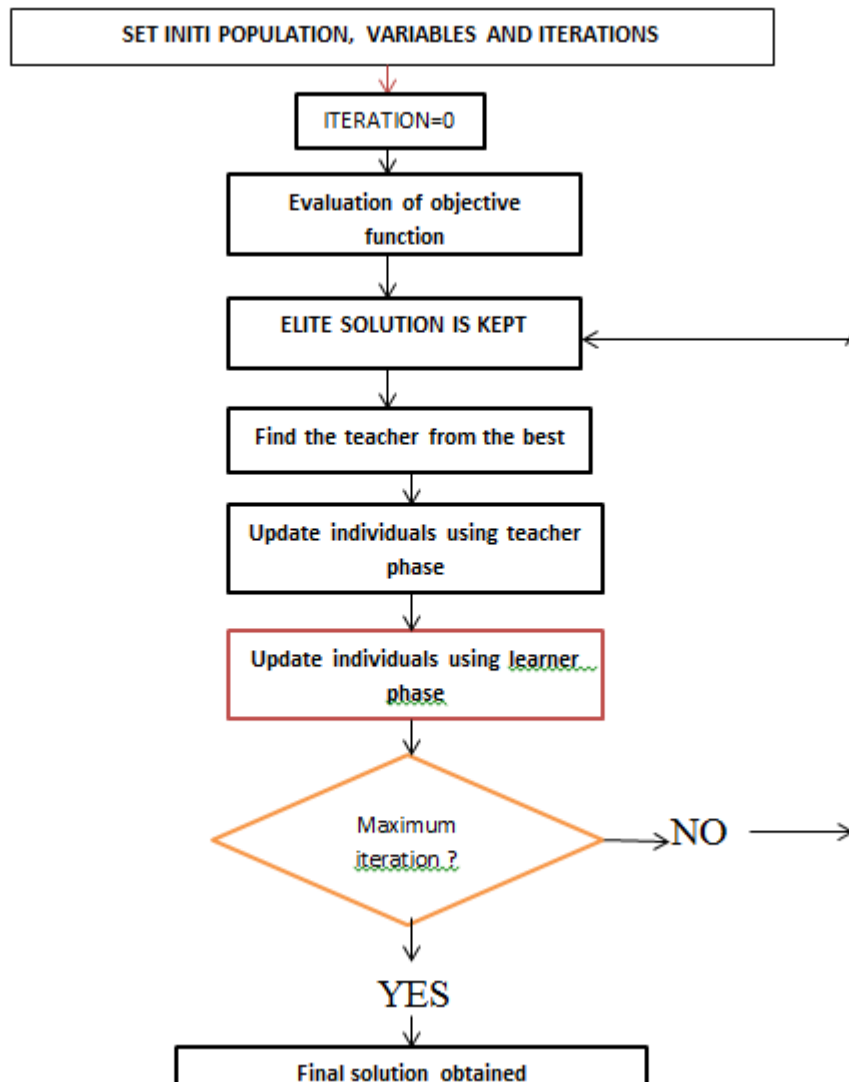 SET INITI POPULATION, VARIABLES AND ITERATIONS
ITERATION=0
Evaluation of objective
function
ELITE SOLUTION IS KEPT
Find the teacher from the best
Update individuals using teacher
phase
Update individuals using learner
phase
Maximum
iteration ?
NO
YES
Final solution obtained